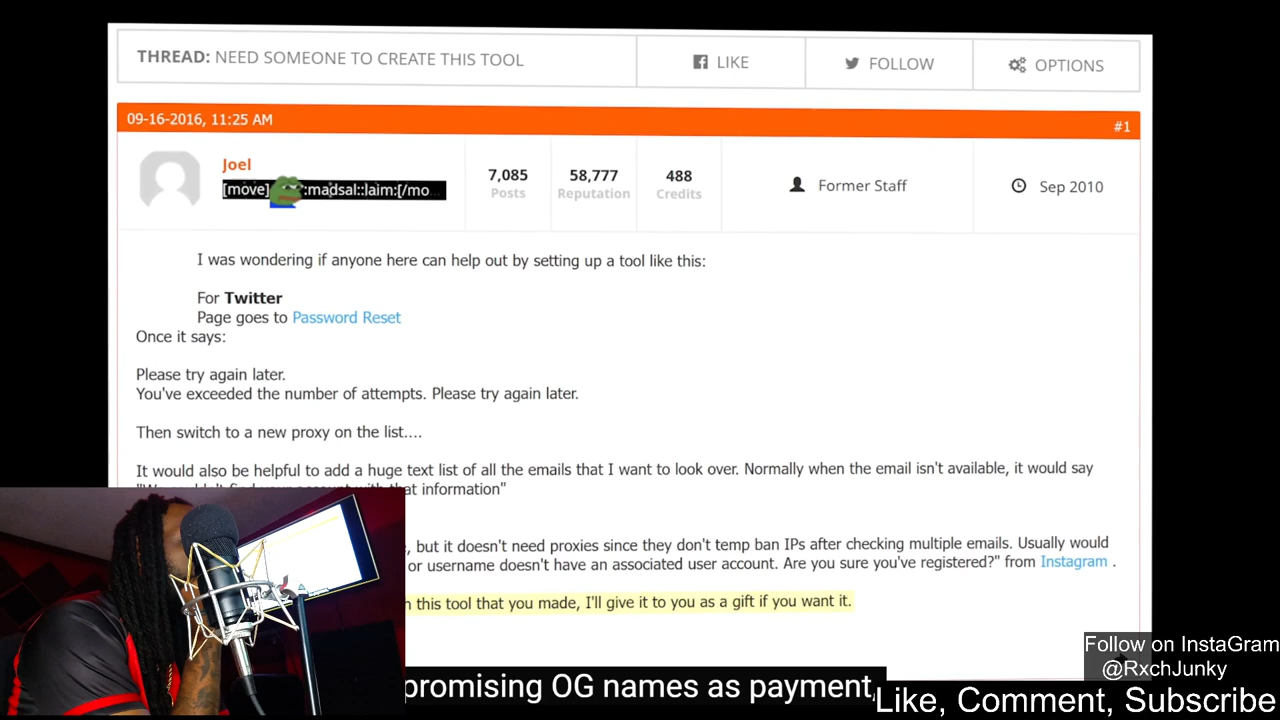 THREAD: NEED SOMEONE TO CREATE THIS TOOL
LIKE
FOLLOW
OPTIONS
09-16-2016, 11:25 AM
#1
Joel
[move] :madsal::laim:[/mo...
7,085
Posts
58,777
Reputation
488
Credits
Former Staff
Sep 2010
I was wondering if anyone here can help out by setting up a tool like this:
For Twitter
Page goes to Password Reset
Once it says:
Please try again later.
You've exceeded the number of attempts. Please try again later.
Then switch to a new proxy on the list....
It would also be helpful to add a huge text list of all the emails that I want to look over. Normally when the email isn't available, it would say
that information"
, but it doesn't need proxies since they don't temp ban IPs after checking multiple emails. Usually would
or username doesn't have an associated user account. Are you sure you've registered?" from Instagram .
this tool that you made, I'll give it to you as a gift if you want it.
promising OG names as payment,
Follow on InstaGram
@RxchJunky
Like, Comment, Subscribe